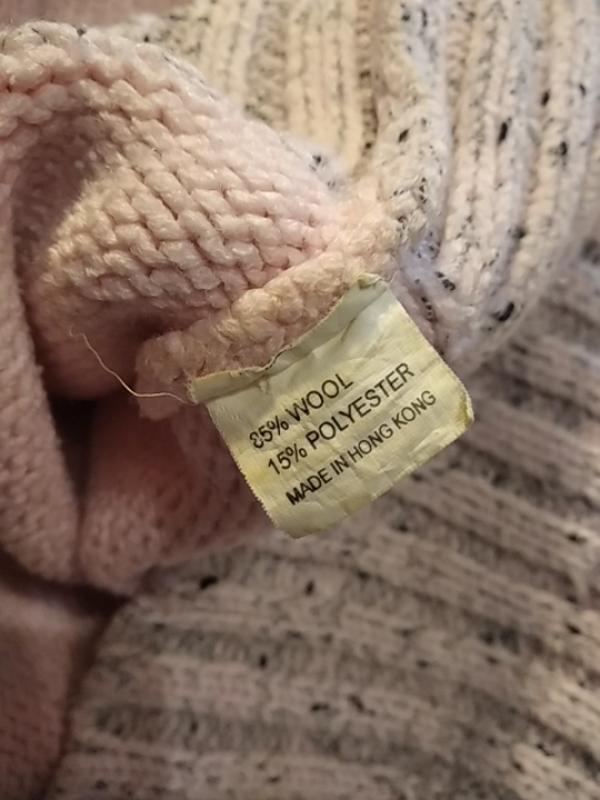 85% WOOL
15% POLYESTER
MADE IN HONG KONG